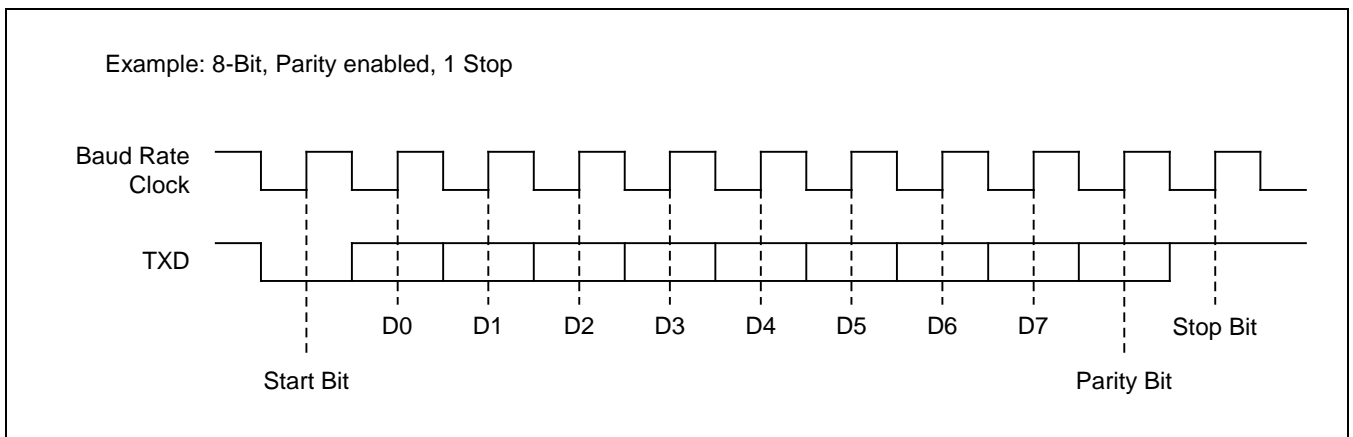 Example: 8-Bit, Parity enabled, 1 Stop
Baud Rate
Clock
TXD
D0 D1 D2 D3 D4 D5 D6 D7 Stop Bit
Start Bit Parity Bit